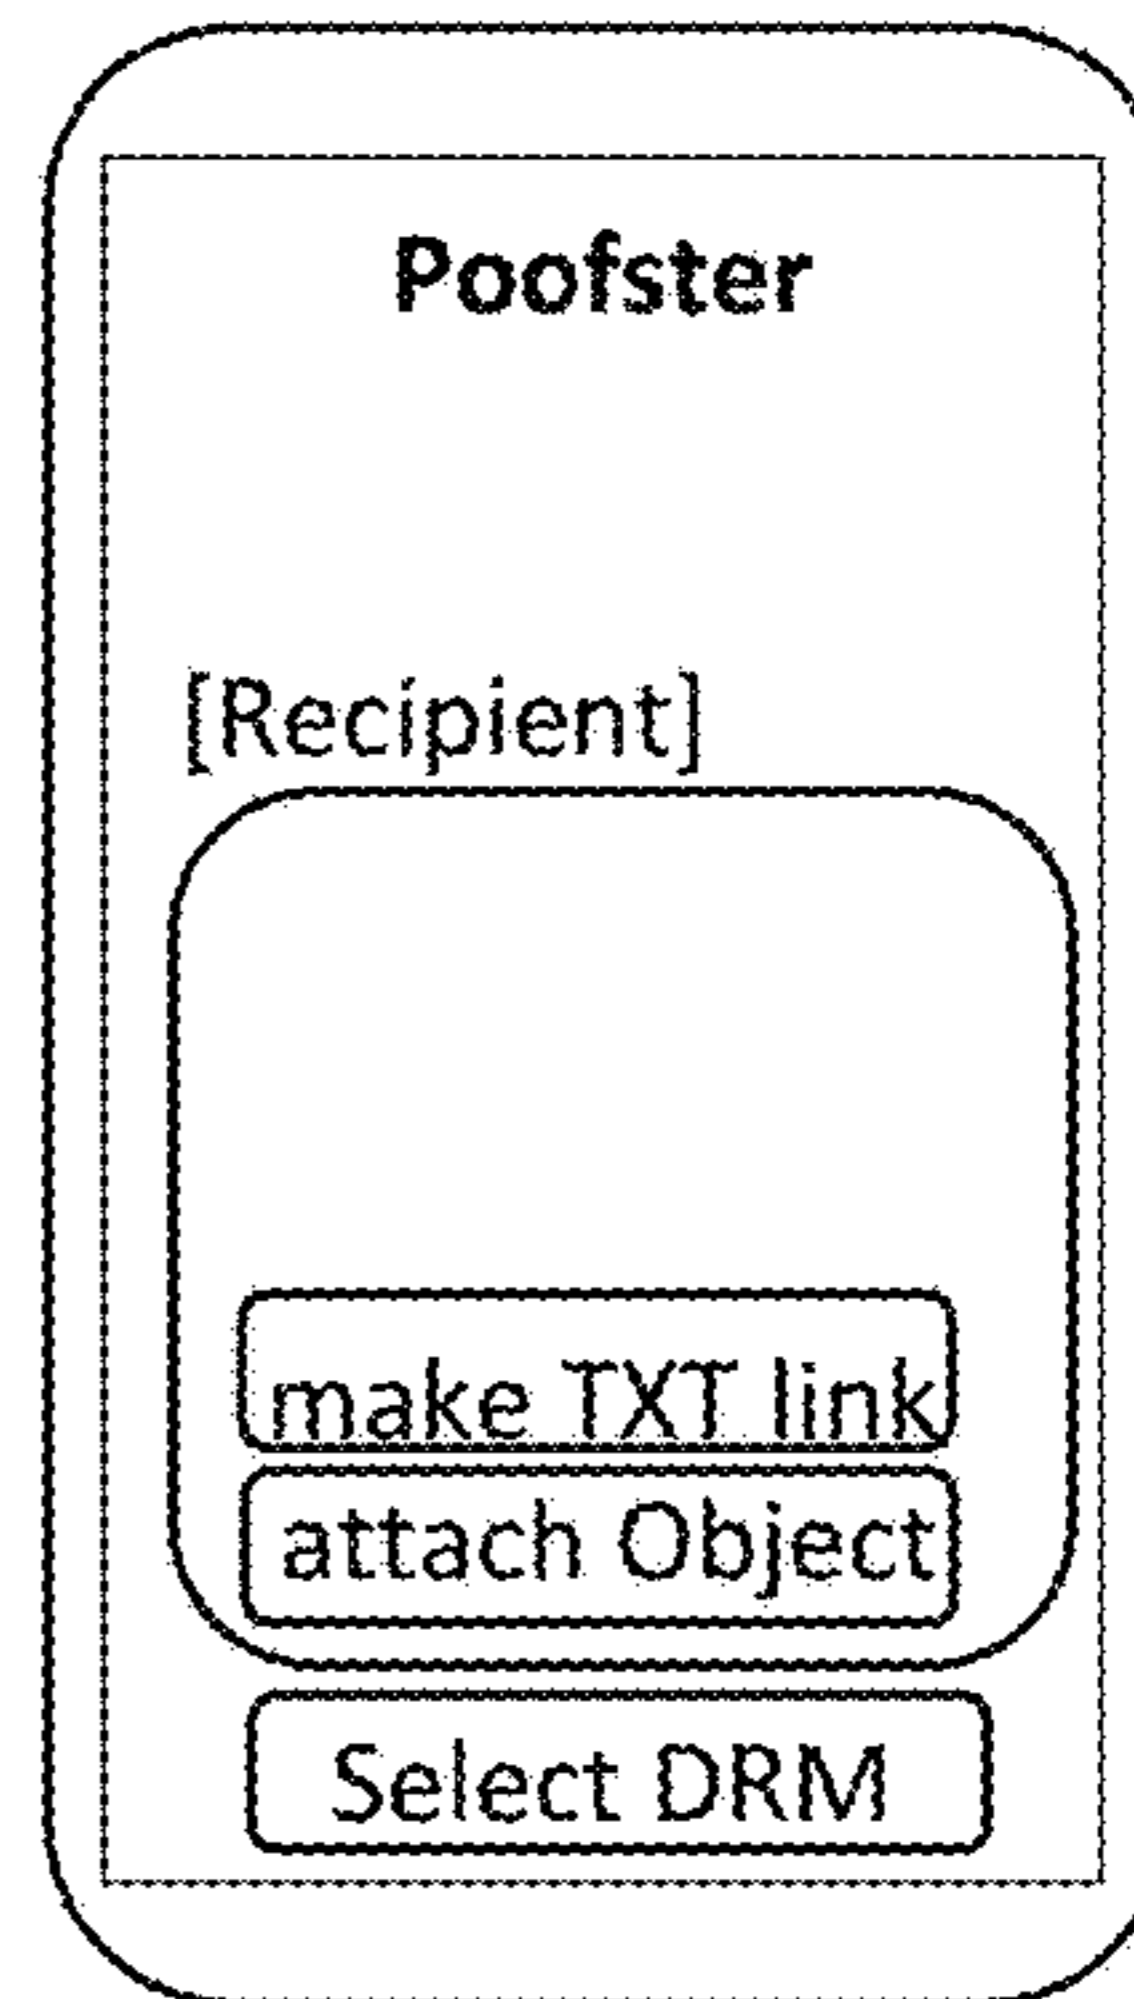 Poofster
[Recipient]
make TXT link
attach Object
Select DRM